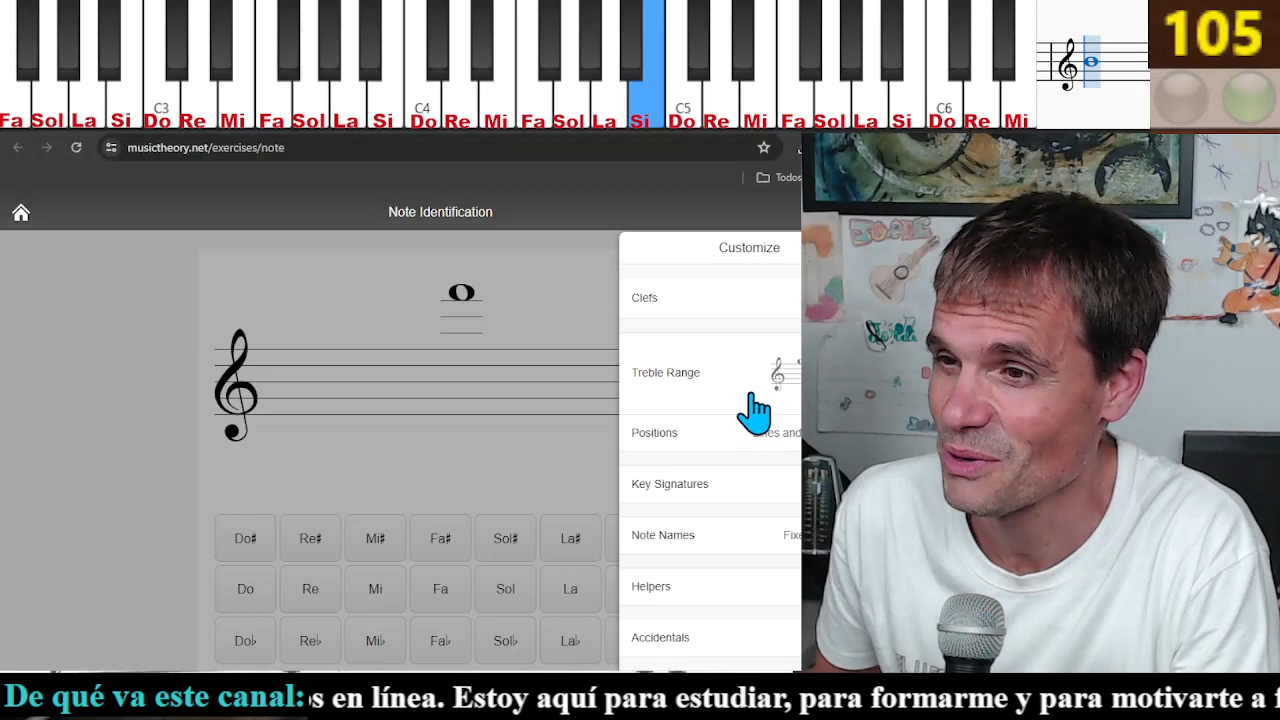 105
C3 C4 C5 C6
Fa Sol La Si Do Re Mi Fa Sol La Si Do Re Mi Fa Sol La Si Do Re Mi Fa Sol La Si Do Re Mi
musictheory.net/exercises/note
Todos
Note Identification
Customize
Clefs
Treble Range
Positions
Lines and
Key Signatures
Note Names
Fixe
Helpers
Accidentals
Do♯ Re♯ Mi♯ Fa♯ Sol♯ La♯
Do Re Mi Fa Sol La
Do♭ Re♭ Mi♭ Fa♭ Sol♭ La♭
De qué va este canal: os en línea. Estoy aquí para estudiar, para formarme y para motivarte a